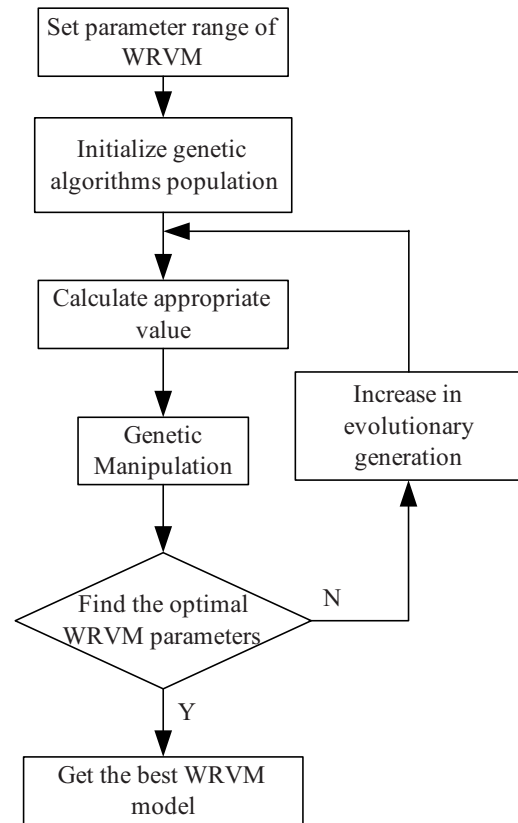 Set parameter range of
WRVM
Initialize genetic
algorithms population
Calculate appropriate
value
Genetic
Manipulation
Increase in
evolutionary
generation
Find the optimal
WRVM parameters
N
Y
Get the best WRVM
model